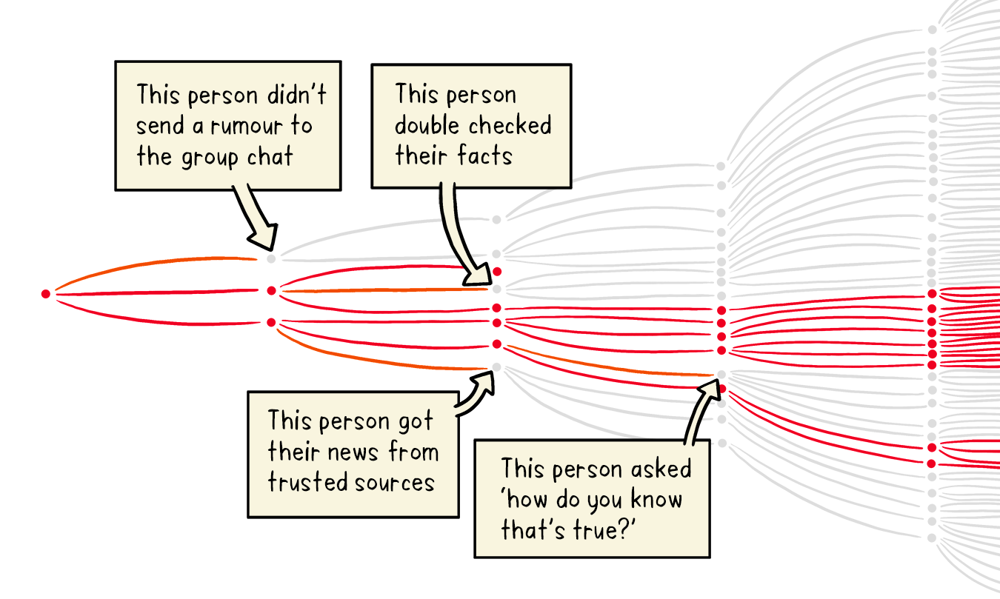 This person didn't
send a rumour to
the group chat
This person
double checked
their facts
This person got
their news from
trusted sources
This person asked
'how do you know
that's true?'